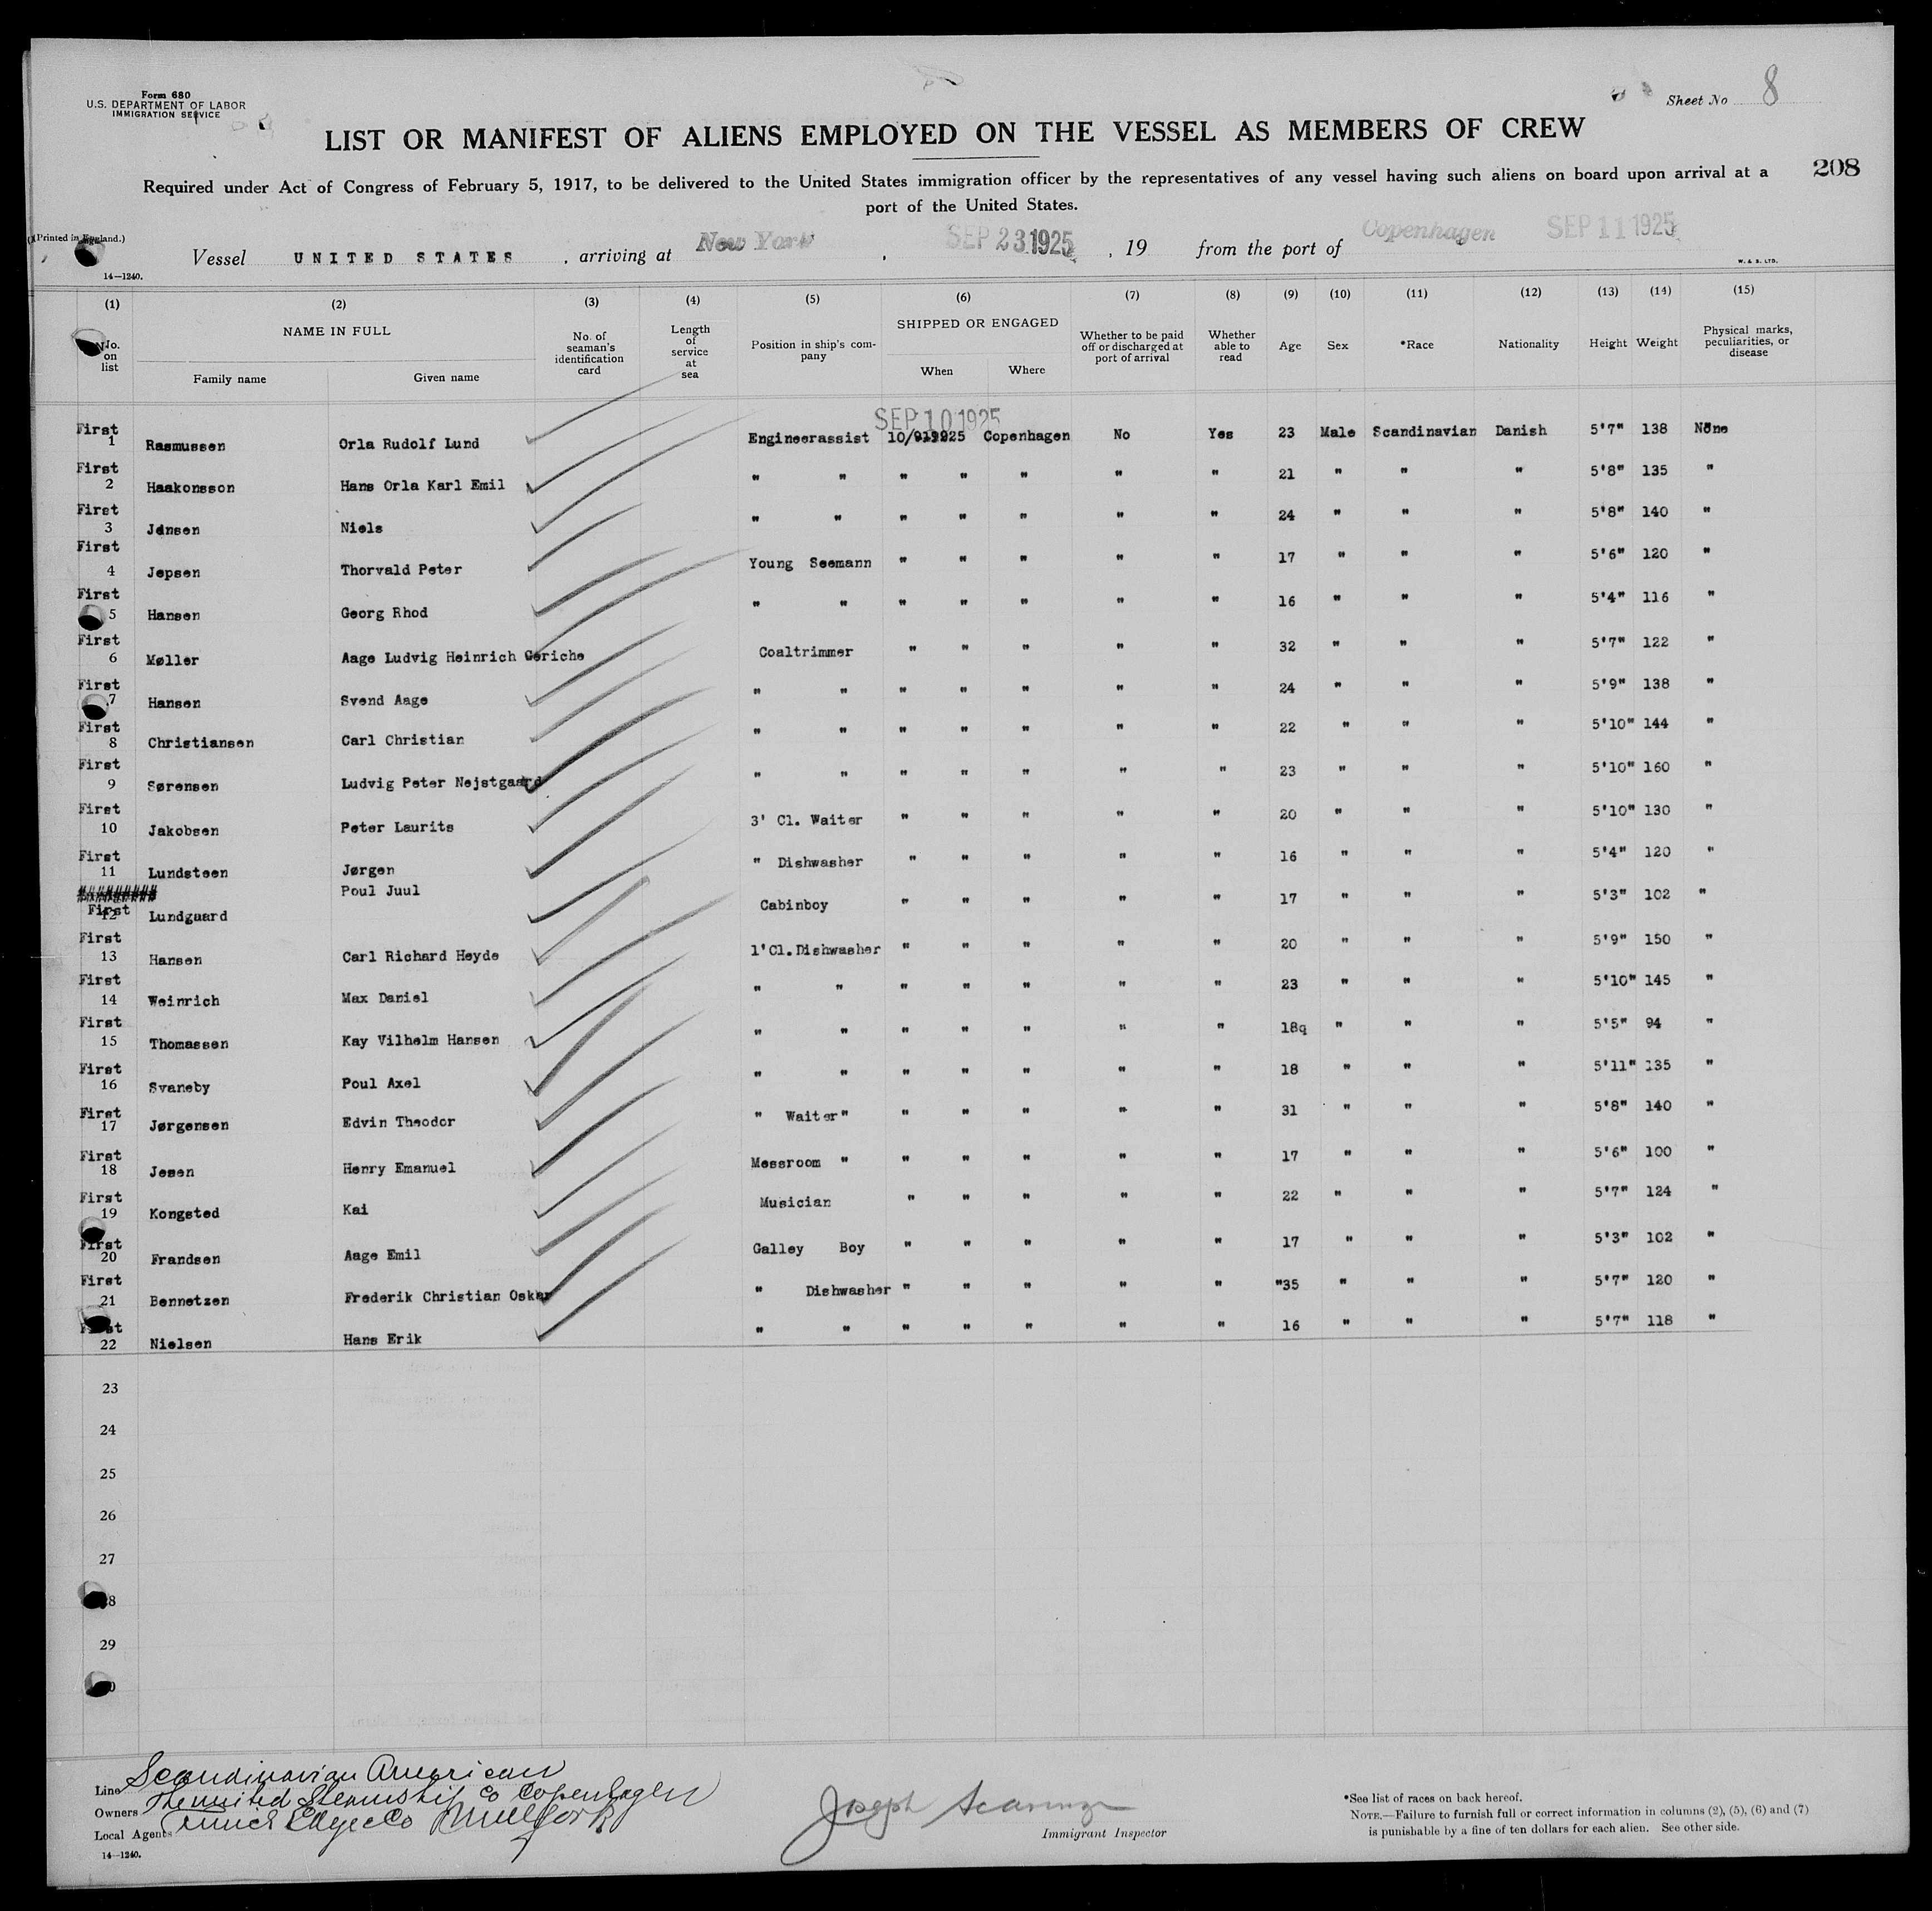 Form 680
U.S. DEPARTMENT OF LABOR
IMMIGRATION SERVICE
Sheet No 8
LIST OR MANIFEST OF ALIENS EMPLOYED ON THE VESSEL AS MEMBERS OF CREW
208
Required under Act of Congress of February 5, 1917, to be delivered to the United States immigration officer by the representatives of any vessel having such aliens on board upon arrival at a
port of the United States.
(Printed in England.)
Vessel UNITED STATES , arriving at New York , SEP 23 1925 , 19 from the port of Copenhagen SEP 11 1925
14—1240.
W. & S. LTD.
(1) (2) (3) (4) (5) (6) (7) (8) (9) (10) (11) (12) (13) (14) (15)
No. on list NAME IN FULL Family name Given name No. of seaman's identification card Length of service at sea Position in ship's company SHIPPED OR ENGAGED When Where Whether to be paid off or discharged at port of arrival Whether able to read Age Sex *Race Nationality Height Weight Physical marks, peculiarities, or disease
SEP 10 1925
First 1 Rasmussen Orla Rudolf Lund Engineerassist 10/91925 Copenhagen No Yes 23 Male Scandinavian Danish 5'7" 138 None
First 2 Haakonsson Hans Orla Karl Emil " " " " " " " 21 " " " 5'8" 135 "
First 3 Jensen Niels " " " " " " " 24 " " " 5'8" 140 "
First 4 Jepsen Thorvald Peter Young Seemann " " " " " 17 " " " 5'6" 120 "
First 5 Hansen Georg Rhod " " " " " " " 16 " " " 5'4" 116 "
First 6 Møller Aage Ludvig Heinrich Geriche Coaltrimmer " " " " " 32 " " " 5'7" 122 "
First 7 Hansen Svend Aage " " " " " " " 24 " " " 5'9" 138 "
First 8 Christiansen Carl Christian " " " " " " " 22 " " " 5'10" 144 "
First 9 Sørensen Ludvig Peter Nejstgaard " " " " " " " 23 " " " 5'10" 160 "
First 10 Jakobsen Peter Laurits 3' Cl. Waiter " " " " " 20 " " " 5'10" 130 "
First 11 Lundsteen Jørgen " Dishwasher " " " " " 16 " " " 5'4" 120 "
First 12 Lundgaard Poul Juul Cabinboy " " " " " 17 " " " 5'3" 102 "
First 13 Hansen Carl Richard Heyde 1'Cl.Dishwasher " " " " " 20 " " " 5'9" 150 "
First 14 Weinrich Max Daniel " " " " " " " 23 " " " 5'10" 145 "
First 15 Thomassen Kay Vilhelm Hansen " " " " " " " 18q " " " 5'5" 94 "
First 16 Svaneby Poul Axel " " " " " " " 18 " " " 5'11" 135 "
First 17 Jørgensen Edvin Theodor " Waiter" " " " " " 31 " " " 5'8" 140 "
First 18 Jesen Henry Emanuel Messroom " " " " " " 17 " " " 5'6" 100 "
First 19 Kongsted Kai Musician " " " " " 22 " " " 5'7" 124 "
First 20 Frandsen Aage Emil Galley Boy " " " " " 17 " " " 5'3" 102 "
First 21 Bennetzen Frederik Christian Oskar " Dishwasher " " " " " "35 " " " 5'7" 120 "
First 22 Nielsen Hans Erik " " " " " " " 16 " " " 5'7" 118 "
23
24
25
26
27
28
29
30
Line Scandinavian American
Owners The united Steamship Co Copenhagen
Local Agents
14—1240.
Joseph
Immigrant Inspector
*See list of races on back hereof.
NOTE.—Failure to furnish full or correct information in columns (2), (5), (6) and (7)
is punishable by a fine of ten dollars for each alien. See other side.